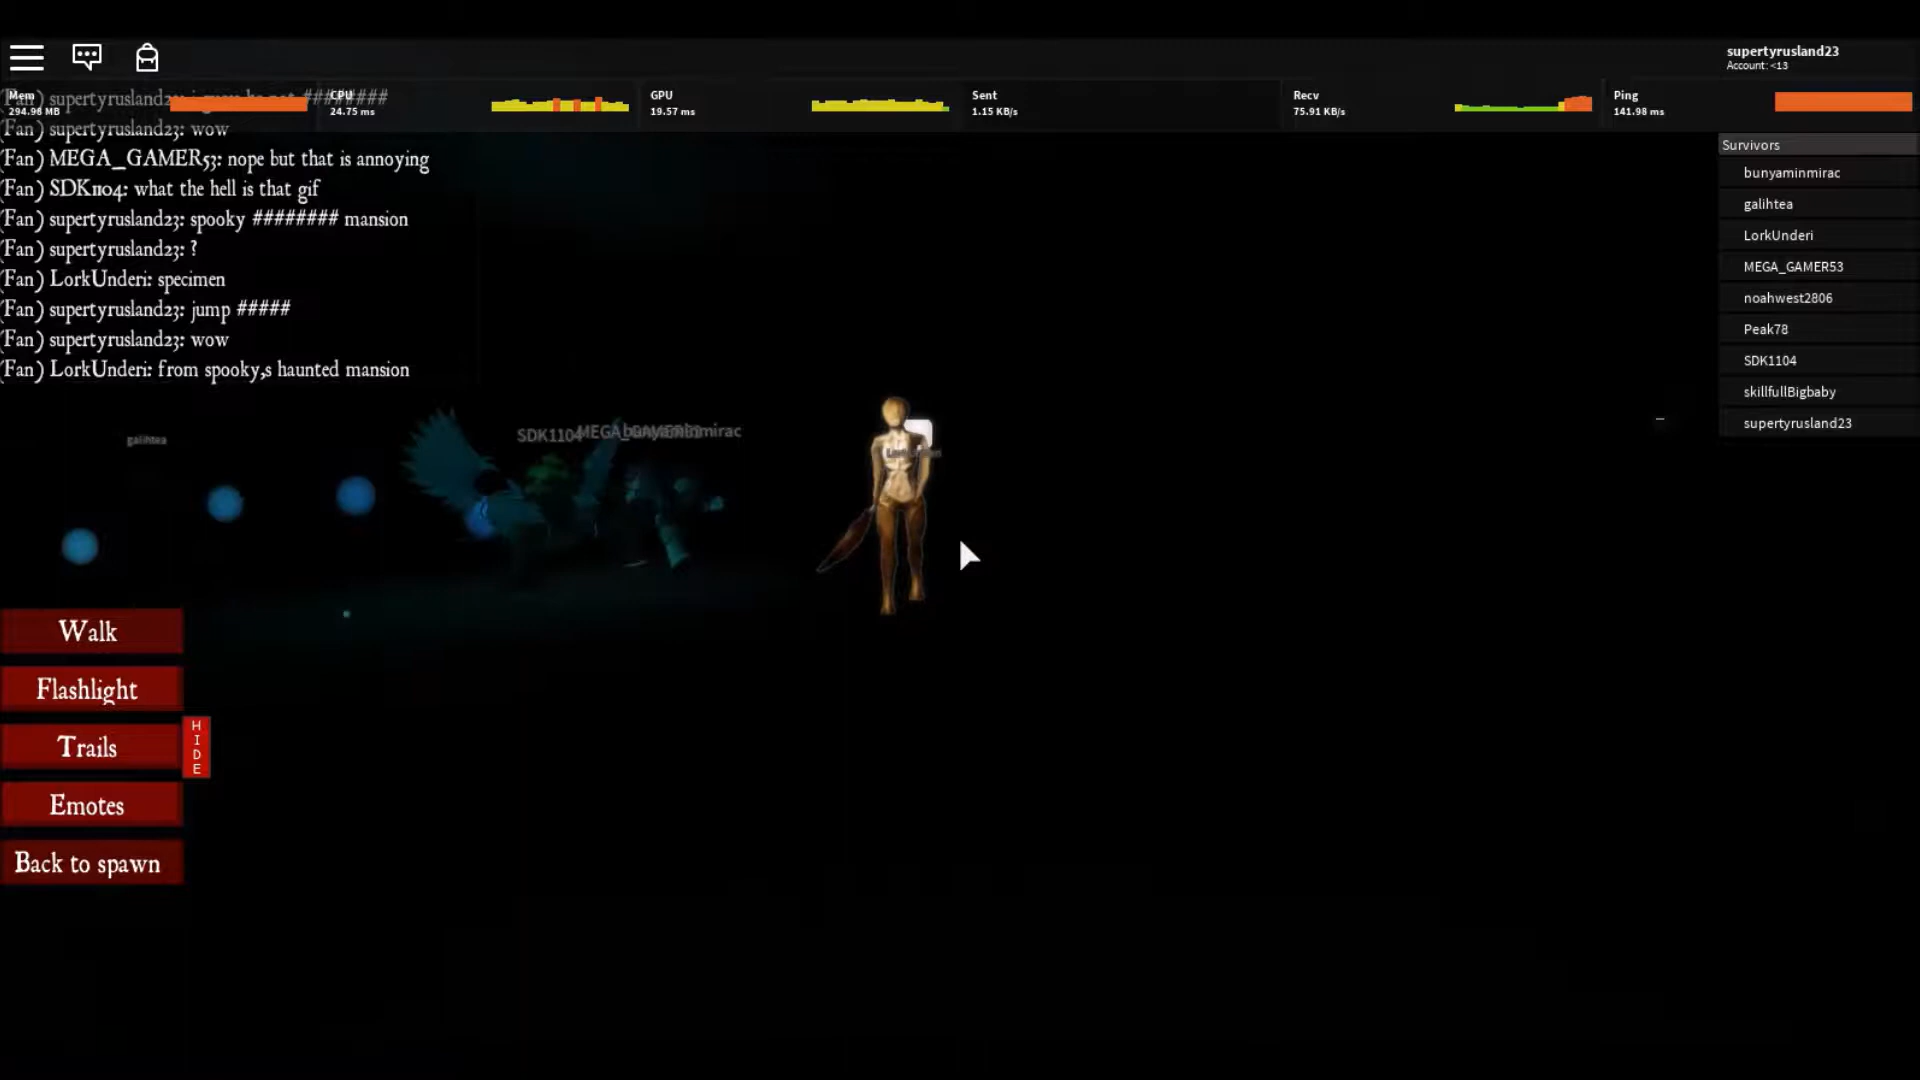 supertyrusland23
Account: <13
Mem
294.98 MB
CPU
24.75 ms
GPU
19.57 ms
Sent
1.15 KB/s
Recv
75.91 KB/s
Ping
141.98 ms
(Fan) supertyrusland23: ########
(Fan) supertyrusland23: wow
(Fan) MEGA_GAMER53: nope but that is annoying
(Fan) SDK1104: what the hell is that gif
(Fan) supertyrusland23: spooky ######## mansion
(Fan) supertyrusland23: ?
(Fan) LorkUnderi: specimen
(Fan) supertyrusland23: jump #####
(Fan) supertyrusland23: wow
(Fan) LorkUnderi: from spooky,s haunted mansion
Survivors
bunyaminmirac
galihtea
LorkUnderi
MEGA_GAMER53
noahwest2806
Peak78
SDK1104
skillfullBigbaby
supertyrusland23
galihtea
SDK1104 MEGA_GAMER53 bunyaminmirac
Walk
Flashlight
Trails
HIDE
Emotes
Back to spawn